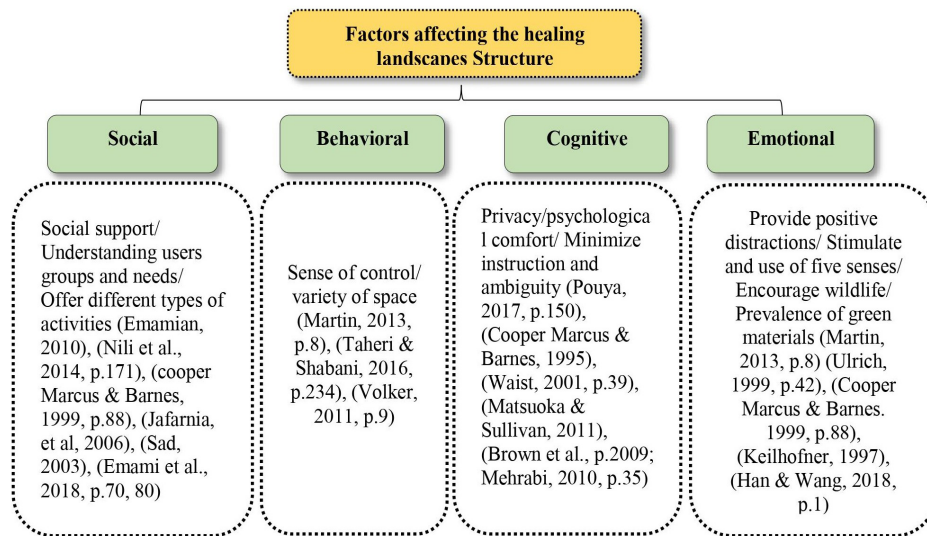 Factors affecting the healing
landscapes Structure
Social
Behavioral
Cognitive
Emotional
Social support/
Understanding users
groups and needs/
Offer different types of
activities (Emamian,
2010), (Nili et al.,
2014, p.171), (cooper
Marcus & Barnes,
1999, p.88), (Jafarnia,
et al, 2006), (Sad,
2003), (Emami et al.,
2018, p.70, 80)
Sense of control/
variety of space
(Martin, 2013,
p.8), (Taheri &
Shabani, 2016,
p.234), (Volker,
2011, p.9)
Privacy/psychologica
l comfort/ Minimize
instruction and
ambiguity (Pouya,
2017, p.150),
(Cooper Marcus &
Barnes, 1995),
(Waist, 2001, p.39),
(Matsuoka &
Sullivan, 2011),
(Brown et al., p.2009;
Mehrabi, 2010, p.35)
Provide positive
distractions/ Stimulate
and use of five senses/
Encourage wildlife/
Prevalence of green
materials (Martin,
2013, p.8) (Ulrich,
1999, p.42), (Cooper
Marcus & Barnes.
1999, p.88),
(Keilhofner, 1997),
(Han & Wang, 2018,
p.1)